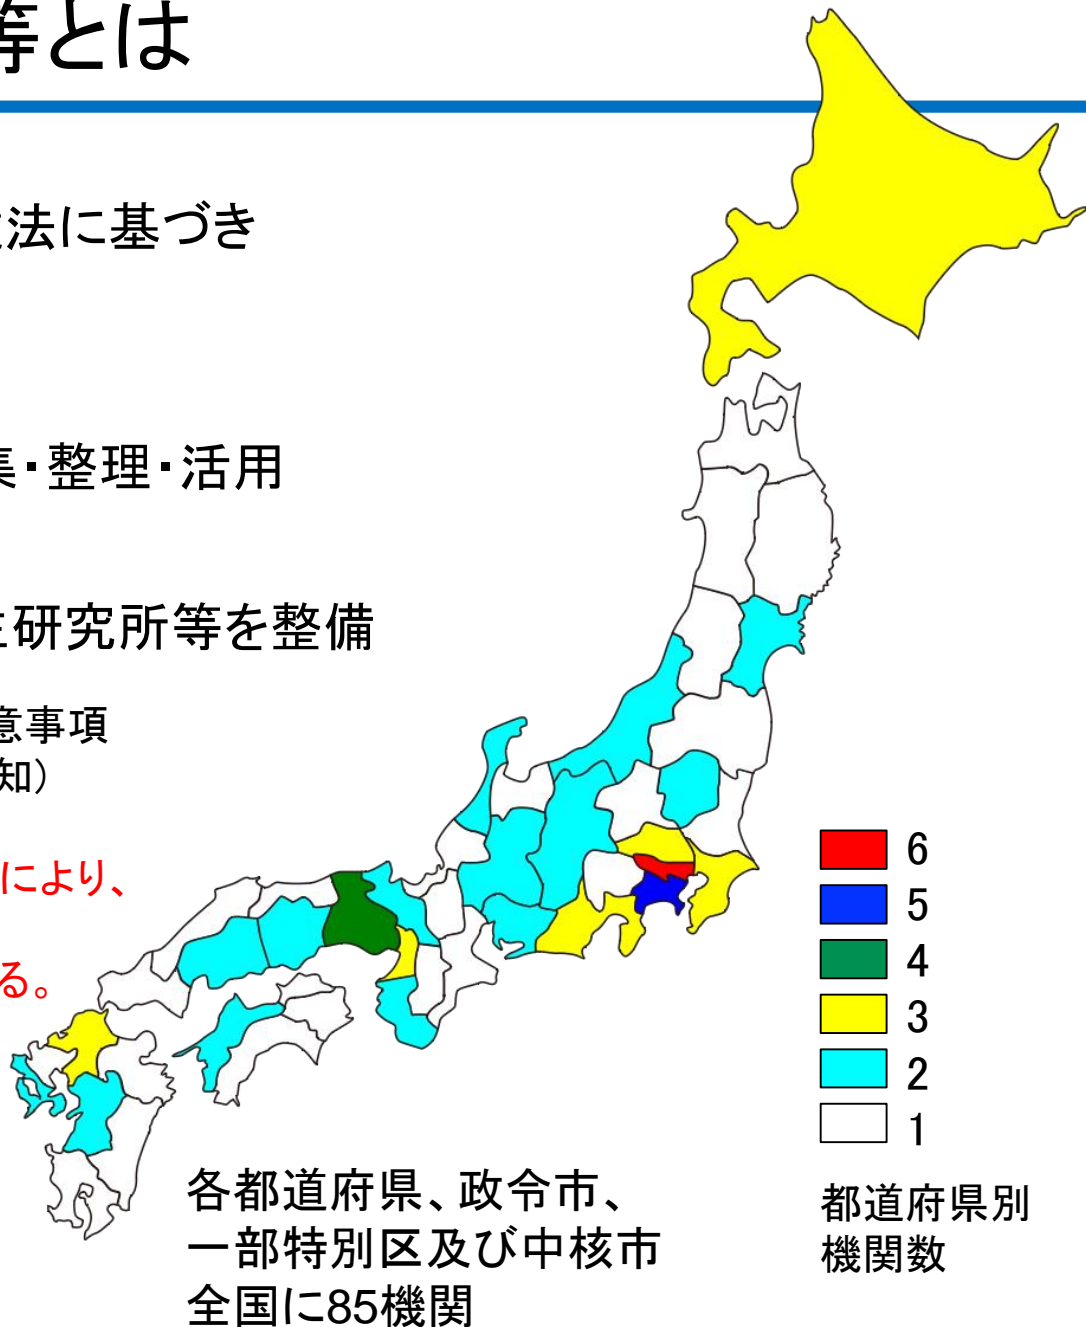 等とは
法に基づき
集・整理・活用
生研究所等を整備
意事項
知）
により、
る。
6
5
4
3
2
1
都道府県別
機関数
各都道府県、政令市、
一部特別区及び中核市
全国に85機関